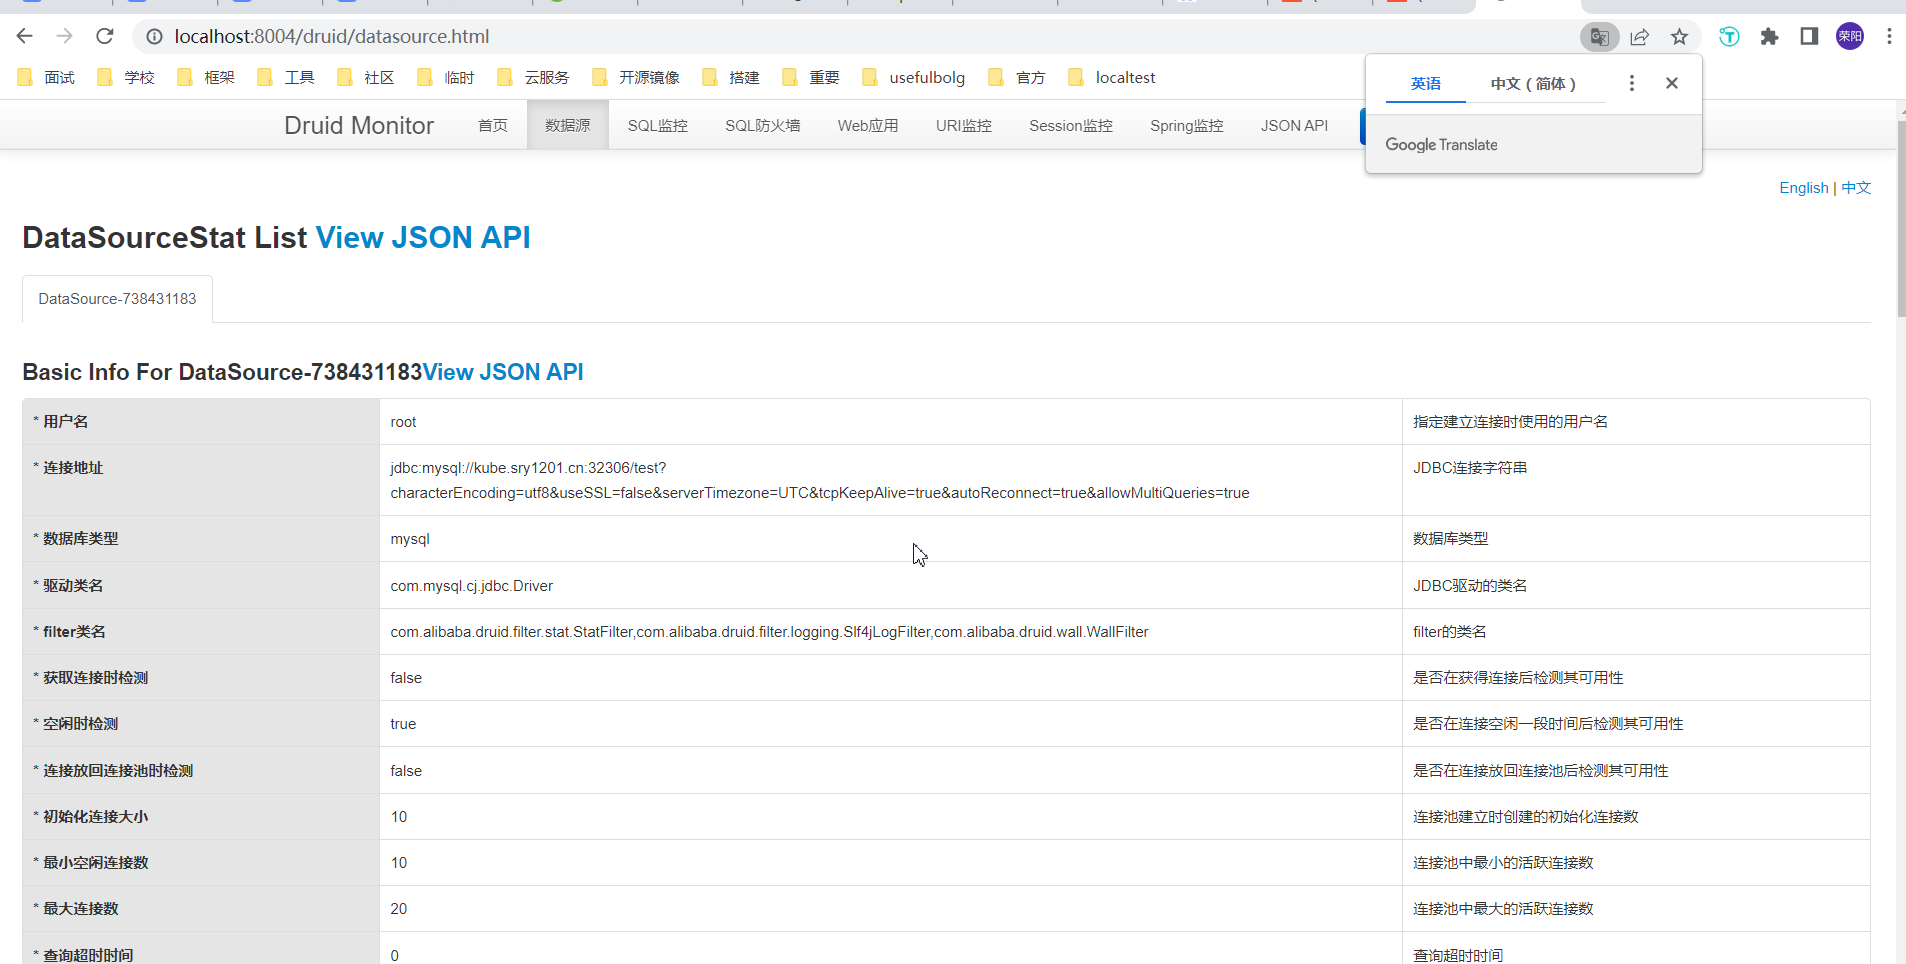 localhost:8004/druid/datasource.html
荣阳
面试 学校 框架 工具 社区 临时 云服务 开源镜像 搭建 重要 usefulbolg 官方 localtest
英语 中文（简体）
Google Translate
Druid Monitor 首页 数据源 SQL监控 SQL防火墙 Web应用 URI监控 Session监控 Spring监控 JSON API
English | 中文
DataSourceStat List View JSON API
DataSource-738431183
Basic Info For DataSource-738431183View JSON API
* 用户名 root 指定建立连接时使用的用户名
* 连接地址 jdbc:mysql://kube.sry1201.cn:32306/test? JDBC连接字符串
characterEncoding=utf8&useSSL=false&serverTimezone=UTC&tcpKeepAlive=true&autoReconnect=true&allowMultiQueries=true
* 数据库类型 mysql 数据库类型
* 驱动类名 com.mysql.cj.jdbc.Driver JDBC驱动的类名
* filter类名 com.alibaba.druid.filter.stat.StatFilter,com.alibaba.druid.filter.logging.Slf4jLogFilter,com.alibaba.druid.wall.WallFilter filter的类名
* 获取连接时检测 false 是否在获得连接后检测其可用性
* 空闲时检测 true 是否在连接空闲一段时间后检测其可用性
* 连接放回连接池时检测 false 是否在连接放回连接池后检测其可用性
* 初始化连接大小 10 连接池建立时创建的初始化连接数
* 最小空闲连接数 10 连接池中最小的活跃连接数
* 最大连接数 20 连接池中最大的活跃连接数
* 查询超时时间 0 查询超时时间